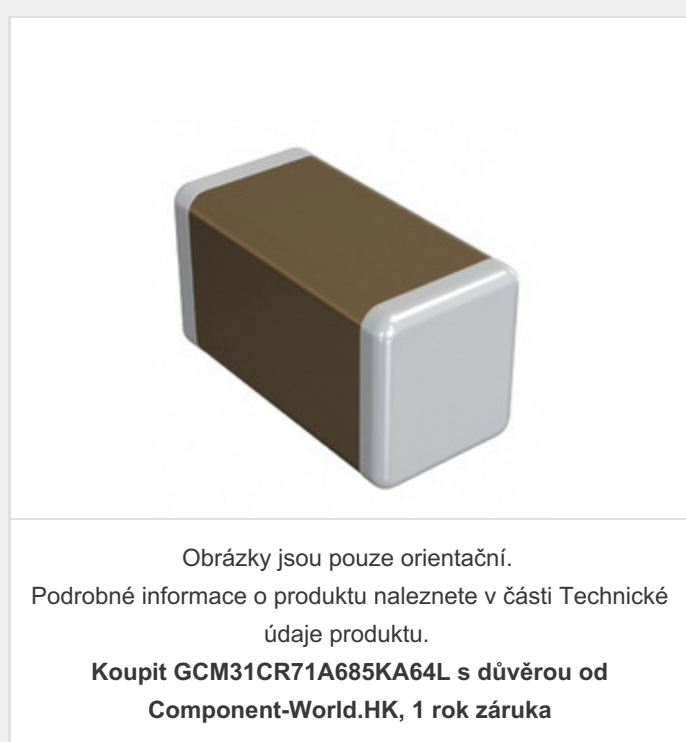 Obrázky jsou pouze orientační.
Podrobné informace o produktu naleznete v části Technické
údaje produktu.
Koupit GCM31CR71A685KA64L s důvěrou od
Component-World.HK, 1 rok záruka